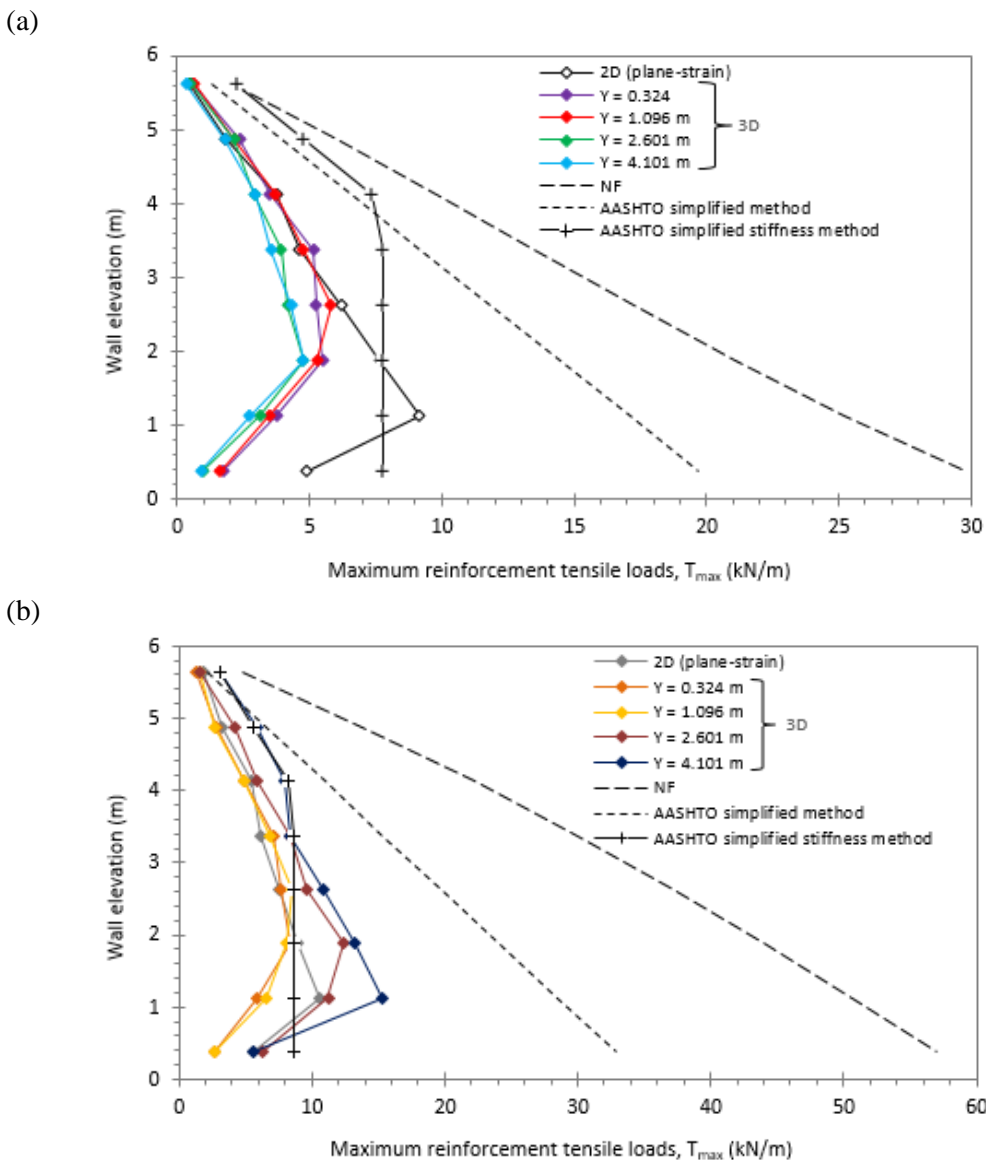 (a)
6
5
4
3
2
1
0
Wall elevation (m)
2D (plane-strain)
Y = 0.324
Y = 1.096 m
Y = 2.601 m
Y = 4.101 m
3D
NF
AASHTO simplified method
AASHTO simplified stiffness method
0 5 10 15 20 25 30
Maximum reinforcement tensile loads, Tmax (kN/m)
(b)
6
5
4
3
2
1
0
Wall elevation (m)
2D (plane-strain)
Y = 0.324 m
Y = 1.096 m
Y = 2.601 m
Y = 4.101 m
3D
NF
AASHTO simplified method
AASHTO simplified stiffness method
0 10 20 30 40 50 60
Maximum reinforcement tensile loads, Tmax (kN/m)